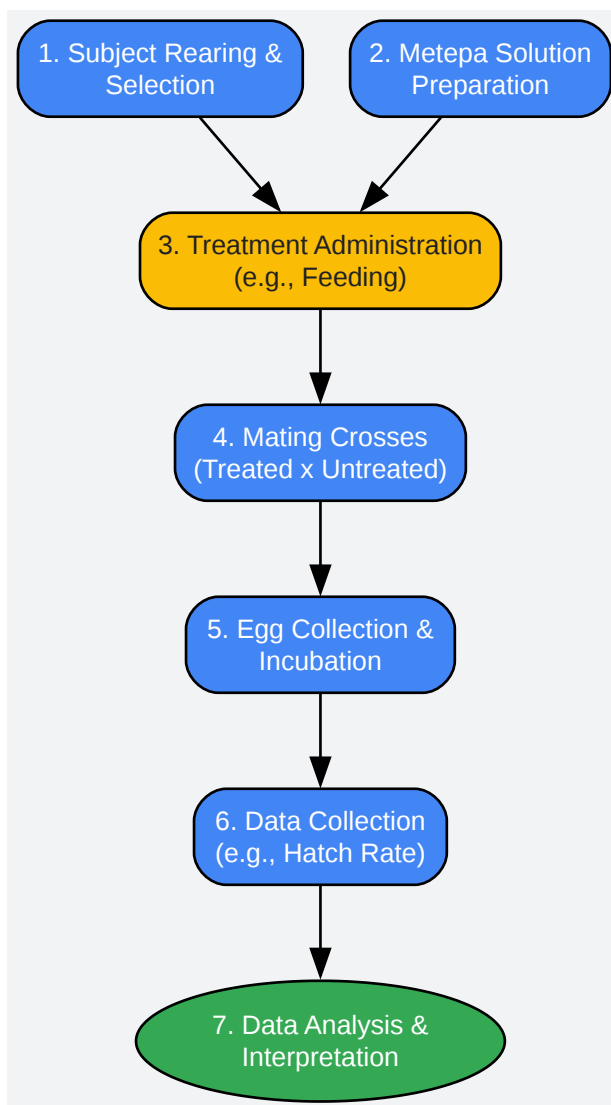 1. Subject Rearing &
Selection
2. Metepa Solution
Preparation
3. Treatment Administration
(e.g., Feeding)
4. Mating Crosses
(Treated x Untreated)
5. Egg Collection &
Incubation
6. Data Collection
(e.g., Hatch Rate)
7. Data Analysis &
Interpretation